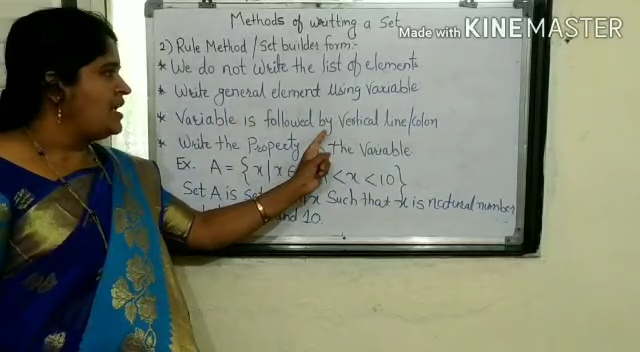 Methods of writting a Set
Made with KINEMASTER
2) Rule Method / Set builder form:-
* We do not write the list of elements.
* Write general element using variable
* Variable is followed by vertical line/colon
* Write the Property the Variable
Ex. A = { x | x ∈ < x < 10 }
Set A is set x Such that x is natural number
and 10.